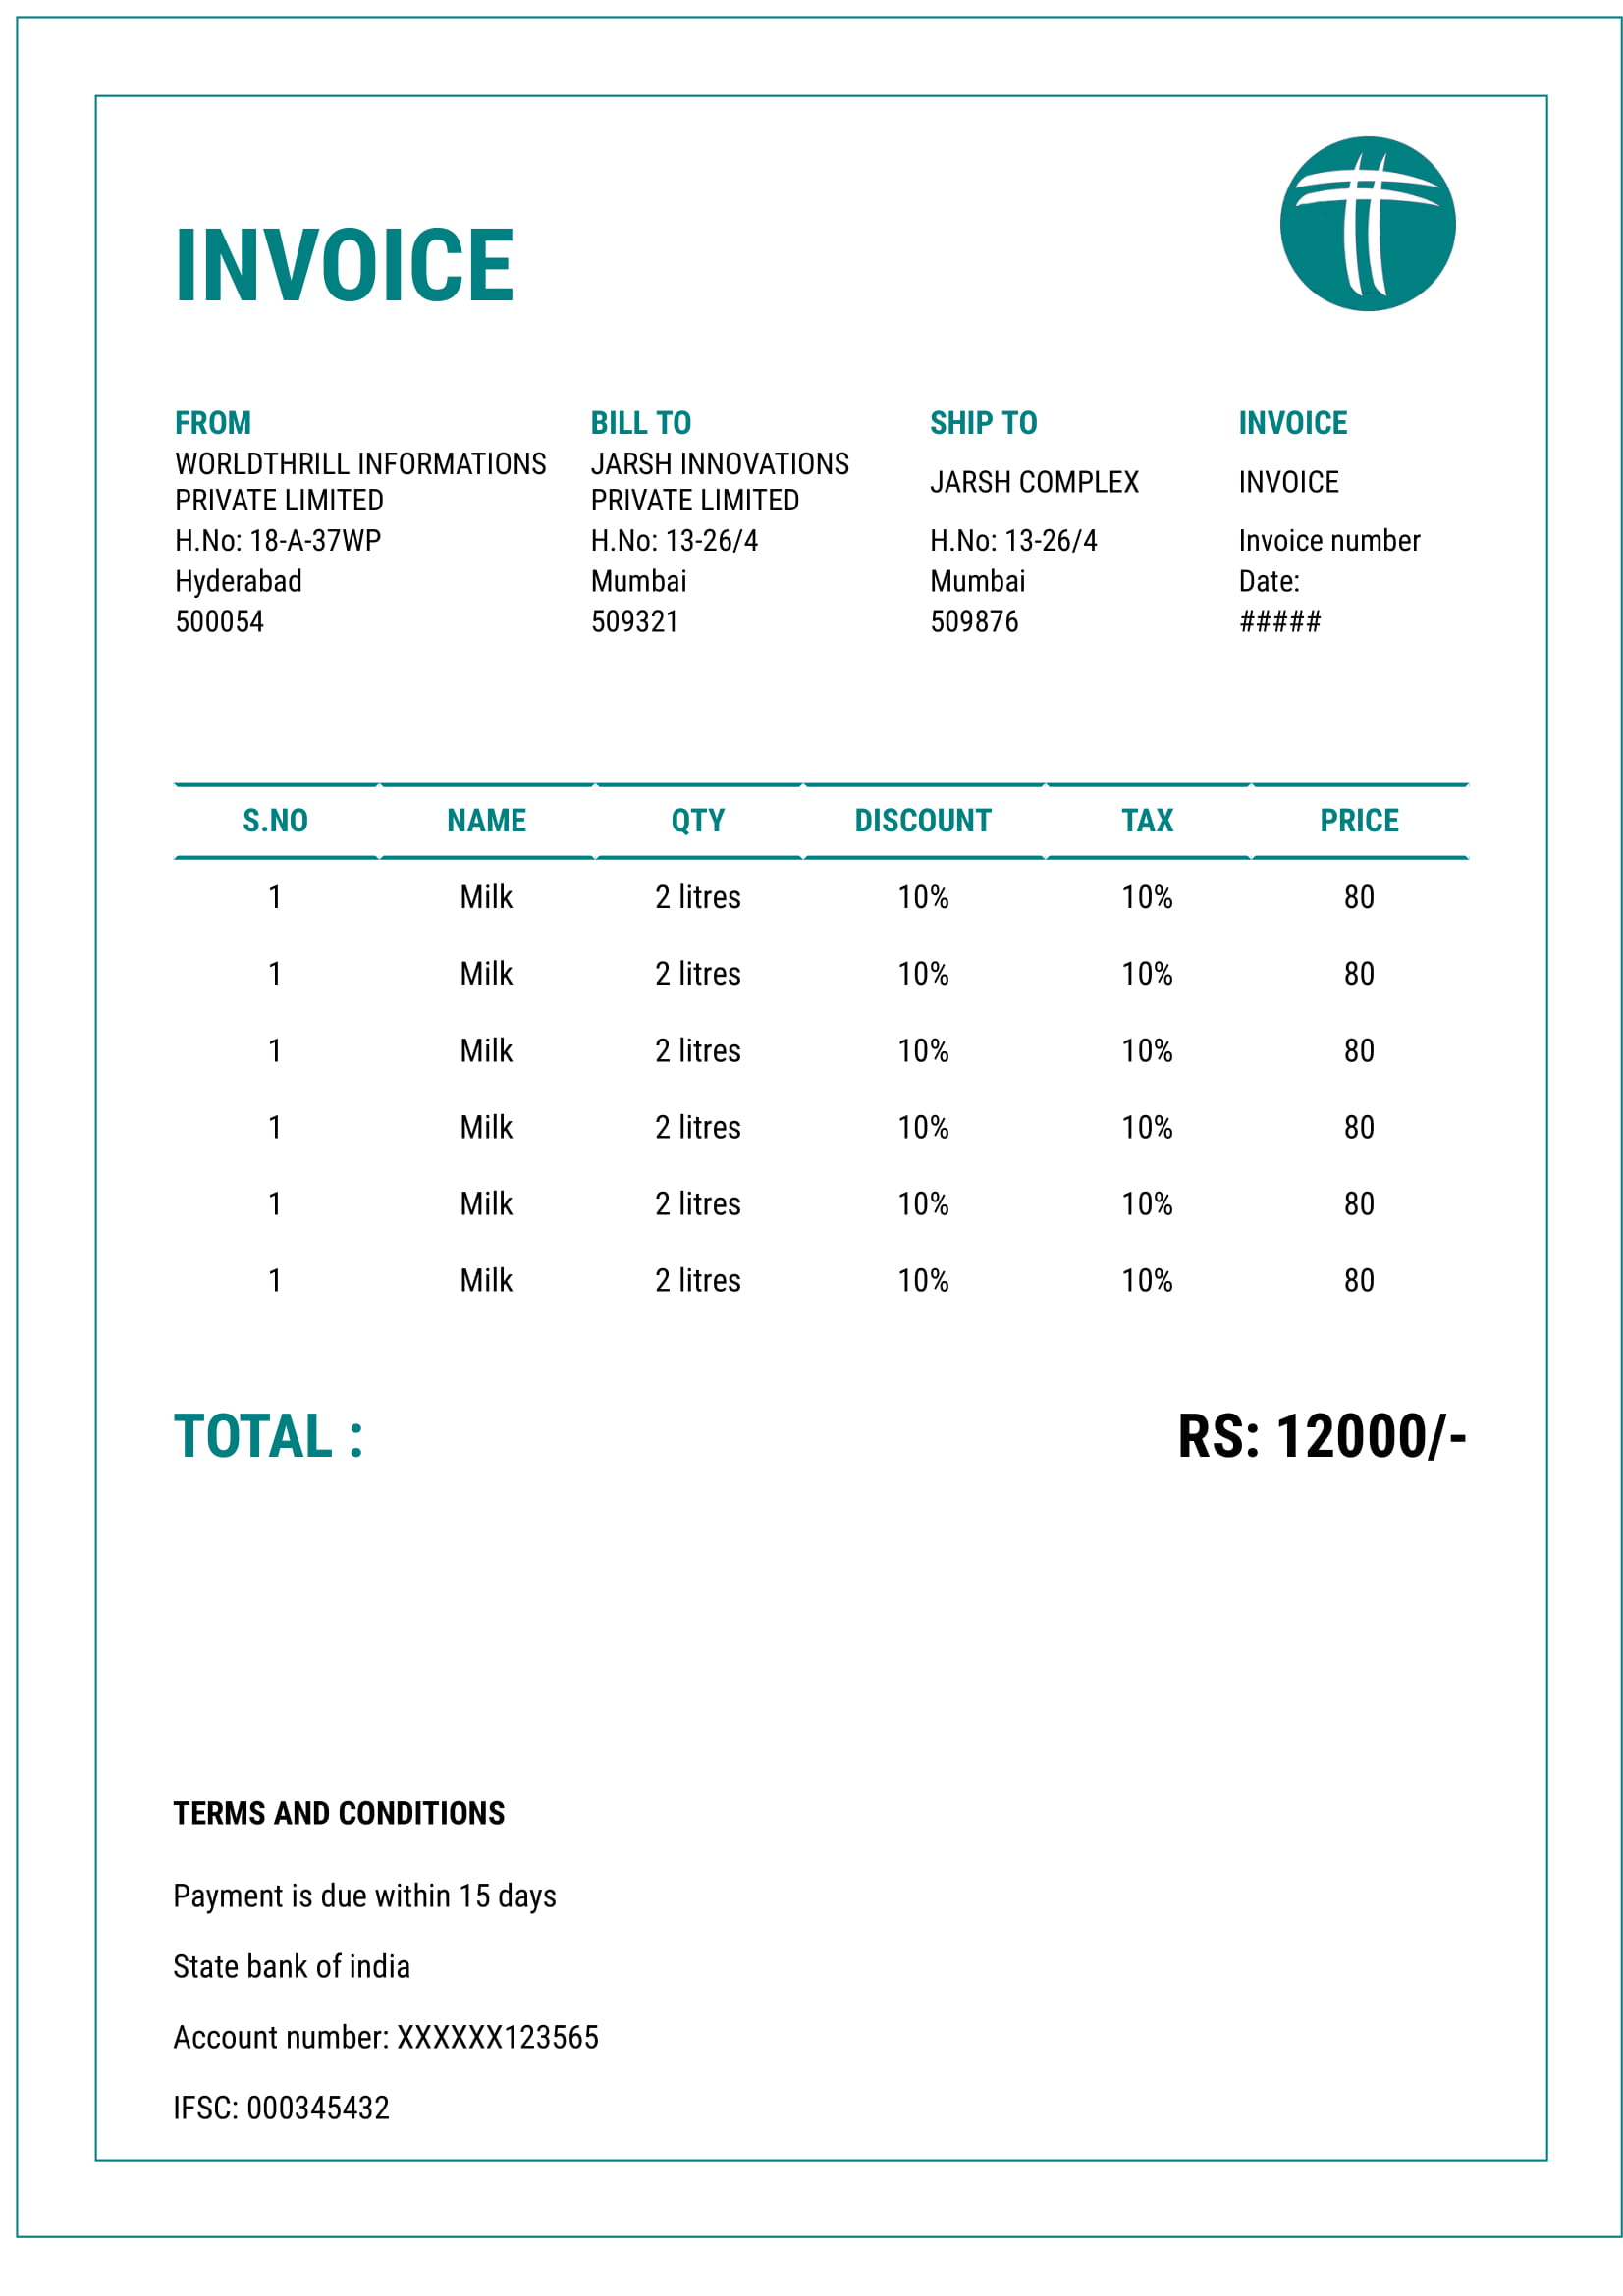 INVOICE
FROM BILL TO SHIP TO INVOICE
WORLDTHRILL INFORMATIONS PRIVATE LIMITED JARSH INNOVATIONS PRIVATE LIMITED JARSH COMPLEX INVOICE
H.No: 18-A-37WP H.No: 13-26/4 H.No: 13-26/4 Invoice number
Hyderabad Mumbai Mumbai Date:
500054 509321 509876 #####
S.NO NAME QTY DISCOUNT TAX PRICE
1 Milk 2 litres 10% 10% 80
1 Milk 2 litres 10% 10% 80
1 Milk 2 litres 10% 10% 80
1 Milk 2 litres 10% 10% 80
1 Milk 2 litres 10% 10% 80
1 Milk 2 litres 10% 10% 80
TOTAL : RS: 12000/-
TERMS AND CONDITIONS
Payment is due within 15 days
State bank of india
Account number: XXXXXX123565
IFSC: 000345432